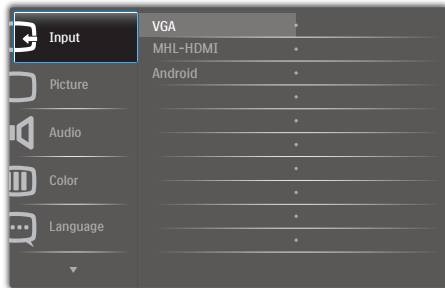 Input
Picture
Audio
Color
Language
VGA
MHL-HDMI
Android